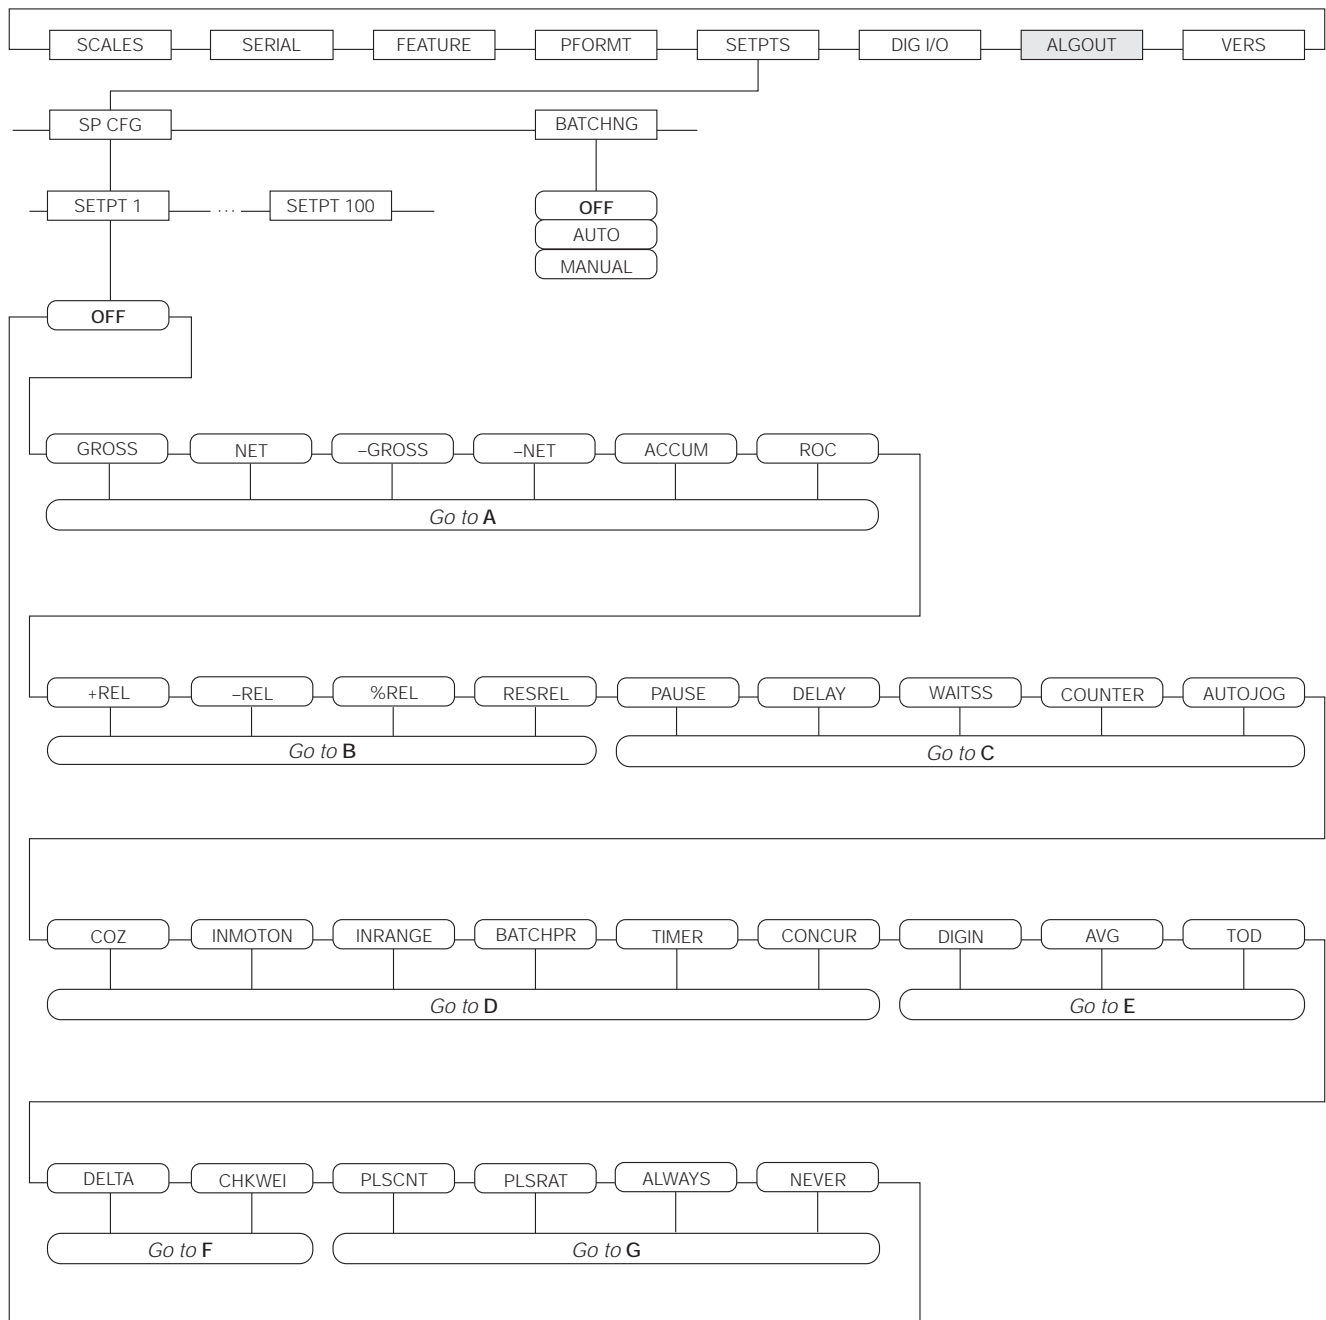 SCALES SERIAL FEATURE PFORMT SETPTS DIG I/O ALGOUT VERS
SP CFG BATCHNG
SETPT 1 ... SETPT 100 OFF
AUTO
MANUAL
OFF
GROSS NET –GROSS –NET ACCUM ROC
Go to A
+REL –REL %REL RESREL PAUSE DELAY WAITSS COUNTER AUTOJOG
Go to B Go to C
COZ INMOTON INRANGE BATCHPR TIMER CONCUR DIGIN AVG TOD
Go to D Go to E
DELTA CHKWEI PLSCNT PLSRAT ALWAYS NEVER
Go to F Go to G